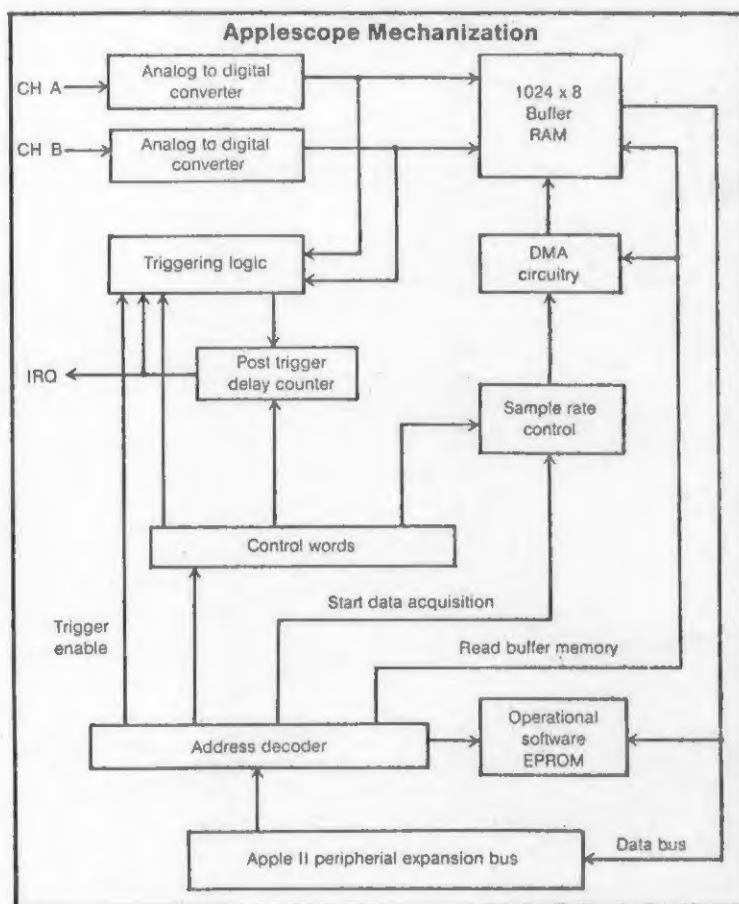 Applescope Mechanization
CH A
Analog to digital
converter
1024 x 8
Buffer
RAM
CH B
Analog to digital
converter
Triggering logic
DMA
circuitry
IRQ
Post trigger
delay counter
Sample rate
control
Control words
Start data acquisition
Trigger
enable
Read buffer memory
Address decoder
Operational
software
EPROM
Apple II peripherial expansion bus
Data bus